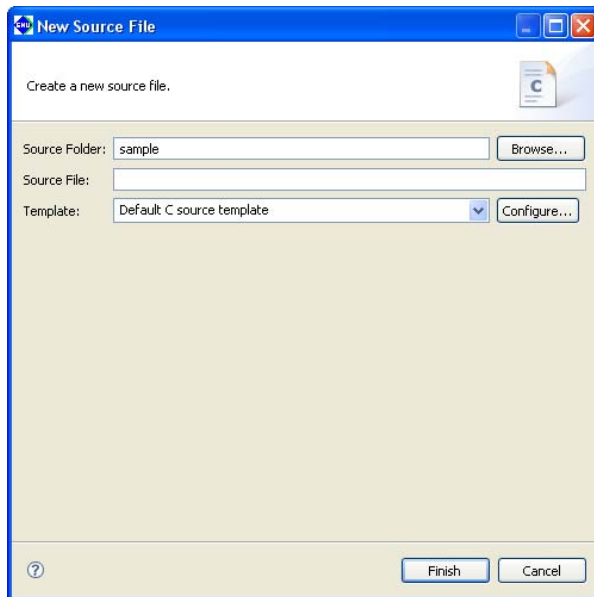 New Source File
Create a new source file.
C
Source Folder: sample Browse...
Source File:
Template: Default C source template Configure...
? Finish Cancel